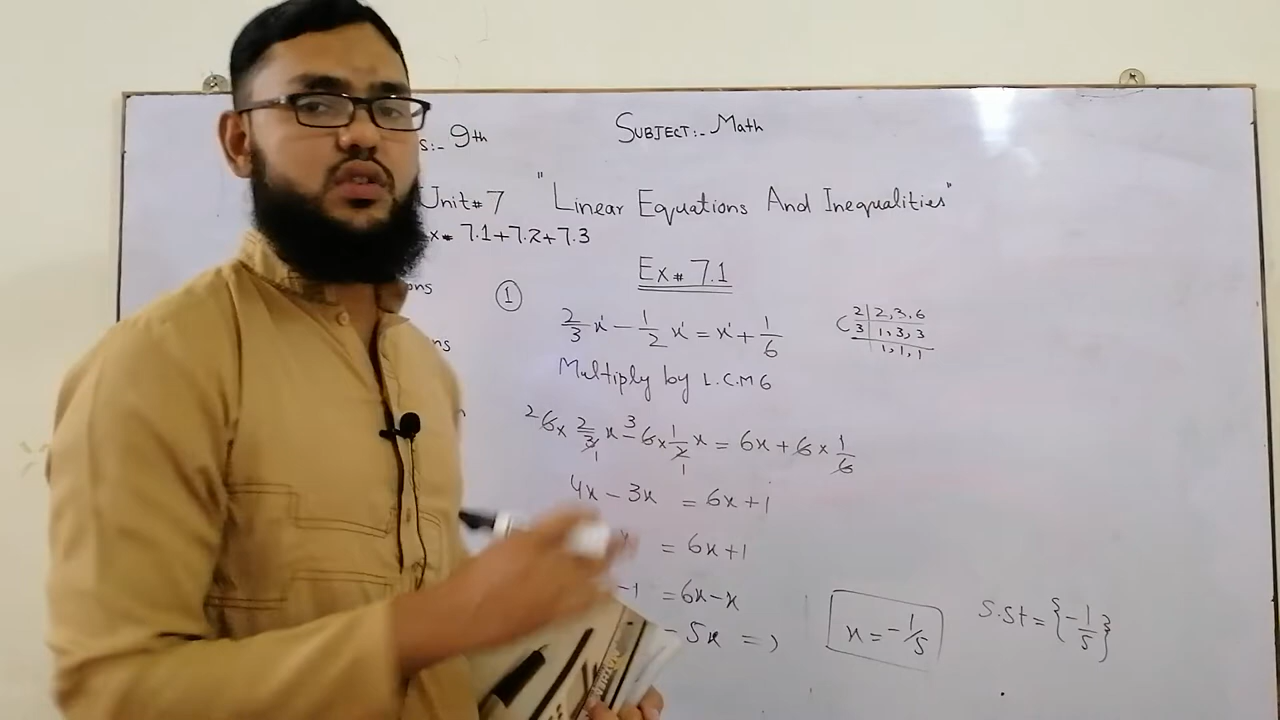 s:- 9th
SUBJECT:- Math
Unit# 7 "Linear Equations And Inequalities"
x- 7.1+7.2+7.3
Ex# 7.1
ons
ns
①
2/3 x - 1/2 x = x + 1/6
2 | 2, 3, 6
3 | 1, 3, 3
| 1, 1, 1
Multiply by L.C.M 6
²6 x 2/3 x - ³6 x 1/2 x = 6x + 6 x 1/6
4x - 3x = 6x + 1
x = 6x + 1
-1 = 6x - x
5x =>
x = -1/5
S.St = {-1/5}